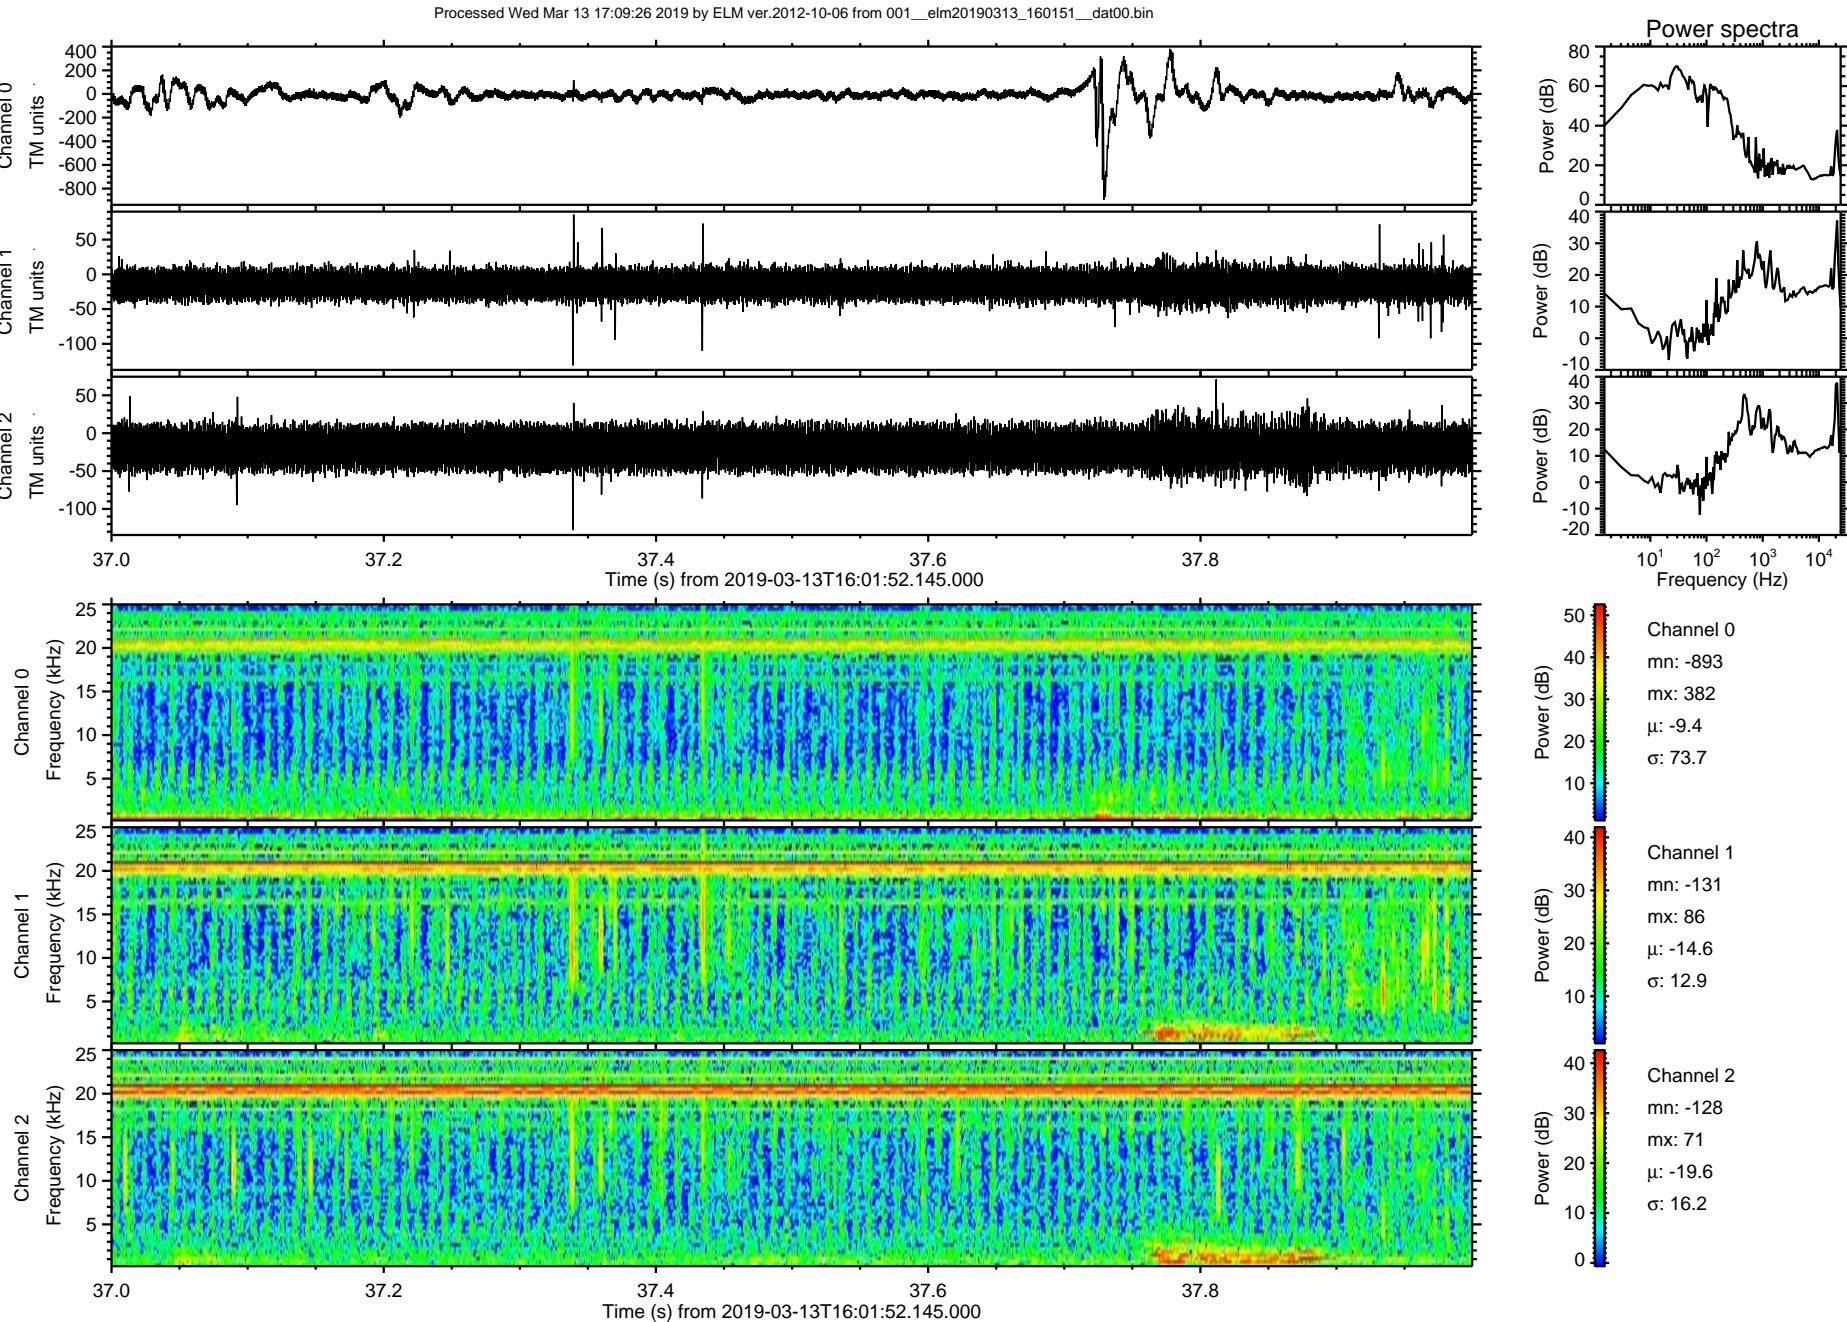 Processed Wed Mar 13 17:09:26 2019 by ELM ver.2012-10-06 from 001__elm20190313_160151__dat00.bin
Power spectra
Channel 0
TM units
400
200
0
-200
-400
-600
-800
Power (dB)
80
60
40
20
0
Channel 1
TM units
50
0
-50
-100
Power (dB)
40
30
20
10
0
-10
Channel 2
TM units
50
0
-50
-100
Power (dB)
40
30
20
10
0
-10
-20
37.0 37.2 37.4 37.6 37.8
Time (s) from 2019-03-13T16:01:52.145.000
10^1 10^2 10^3 10^4
Frequency (Hz)
Channel 0
Frequency (kHz)
25
20
15
10
5
Power (dB)
50
40
30
20
10
Channel 0
mn: -893
mx: 382
μ: -9.4
σ: 73.7
Channel 1
Frequency (kHz)
25
20
15
10
5
Power (dB)
40
30
20
10
Channel 1
mn: -131
mx: 86
μ: -14.6
σ: 12.9
Channel 2
Frequency (kHz)
25
20
15
10
5
Power (dB)
40
30
20
10
0
Channel 2
mn: -128
mx: 71
μ: -19.6
σ: 16.2
37.0 37.2 37.4 37.6 37.8
Time (s) from 2019-03-13T16:01:52.145.000